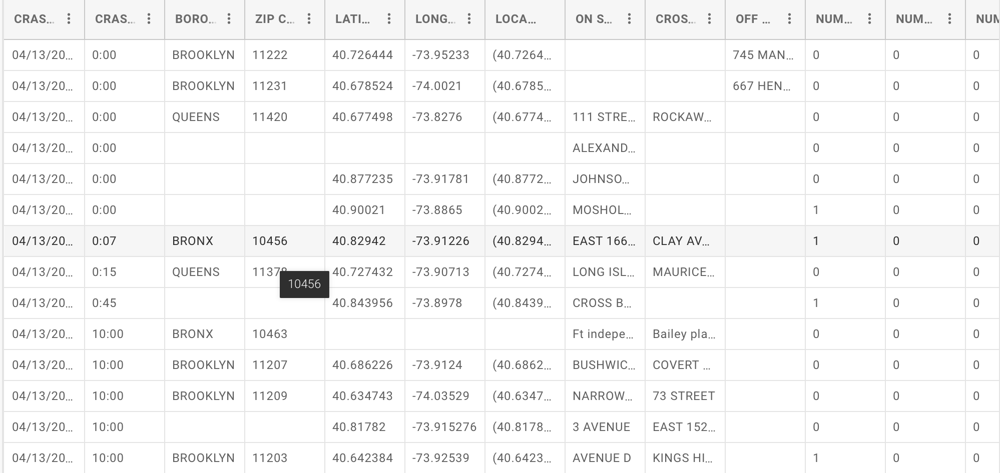 CRAS... CRAS... BORO... ZIP C... LATI... LONG... LOCA... ON S... CROS... OFF ... NUM... NUM... NUM
04/13/20... 0:00 BROOKLYN 11222 40.726444 -73.95233 (40.7264... 745 MAN... 0 0 0
04/13/20... 0:00 BROOKLYN 11231 40.678524 -74.0021 (40.6785... 667 HEN... 0 0 0
04/13/20... 0:00 QUEENS 11420 40.677498 -73.8276 (40.6774... 111 STRE... ROCKAW... 0 0 0
04/13/20... 0:00 ALEXAND... 0 0 0
04/13/20... 0:00 40.877235 -73.91781 (40.8772... JOHNSO... 0 0 0
04/13/20... 0:00 40.90021 -73.8865 (40.9002... MOSHOL... 1 0 0
04/13/20... 0:07 BRONX 10456 40.82942 -73.91226 (40.8294... EAST 166... CLAY AV... 1 0 0
04/13/20... 0:15 QUEENS 11378 40.727432 -73.90713 (40.7274... LONG ISL... MAURICE... 0 0 0
10456
04/13/20... 0:45 40.843956 -73.8978 (40.8439... CROSS B... 1 0 0
04/13/20... 10:00 BRONX 10463 Ft indepe... Bailey pla... 0 0 0
04/13/20... 10:00 BROOKLYN 11207 40.686226 -73.9124 (40.6862... BUSHWIC... COVERT ... 0 0 0
04/13/20... 10:00 BROOKLYN 11209 40.634743 -74.03529 (40.6347... NARROW... 73 STREET 0 0 0
04/13/20... 10:00 40.81782 -73.915276 (40.8178... 3 AVENUE EAST 152... 0 0 0
04/13/20... 10:00 BROOKLYN 11203 40.642384 -73.92539 (40.6423... AVENUE D KINGS HI... 1 0 0